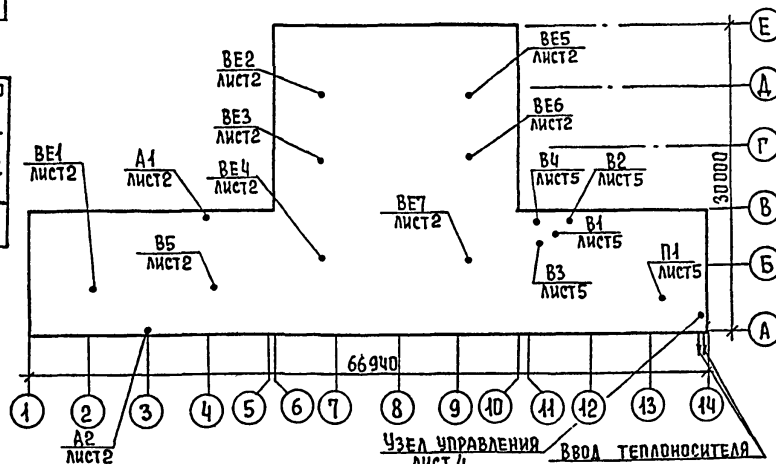 Е
ВЕ5
ЛИСТ2
ВЕ2
ЛИСТ2
Д
ВЕ3
ЛИСТ2
ВЕ6
ЛИСТ2
Г
30000
ВЕ1
ЛИСТ2
А1
ЛИСТ2
ВЕ4
ЛИСТ2
В4
ЛИСТ5
В2
ЛИСТ5
ВЕ7
ЛИСТ2
В
В1
ЛИСТ5
В5
ЛИСТ2
В3
ЛИСТ5
П1
ЛИСТ5
Б
А
66940
1 2 3 4 5 6 7 8 9 10 11 12 13 14
А2
ЛИСТ2
УЗЕЛ УПРАВЛЕНИЯ
ЛИСТ 4
ВВОД ТЕПЛОНОСИТЕЛЯ